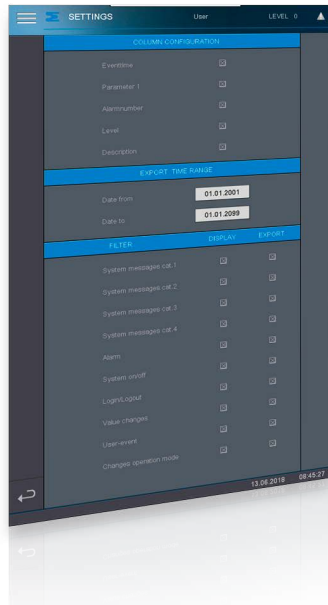 SETTINGS User LEVEL 0
COLUMN CONFIGURATION
Eventtime
Parameter 1
Alarmnumber
Level
Description
EXPORT TIME RANGE
Date from 01.01.2001
Date to 01.01.2099
FILTER DISPLAY EXPORT
System messages cat.1
System messages cat.2
System messages cat.3
System messages cat.4
Alarm
System on/off
Login/Logout
Value changes
User-event
Changes operation mode
13.06.2018 08:45:27